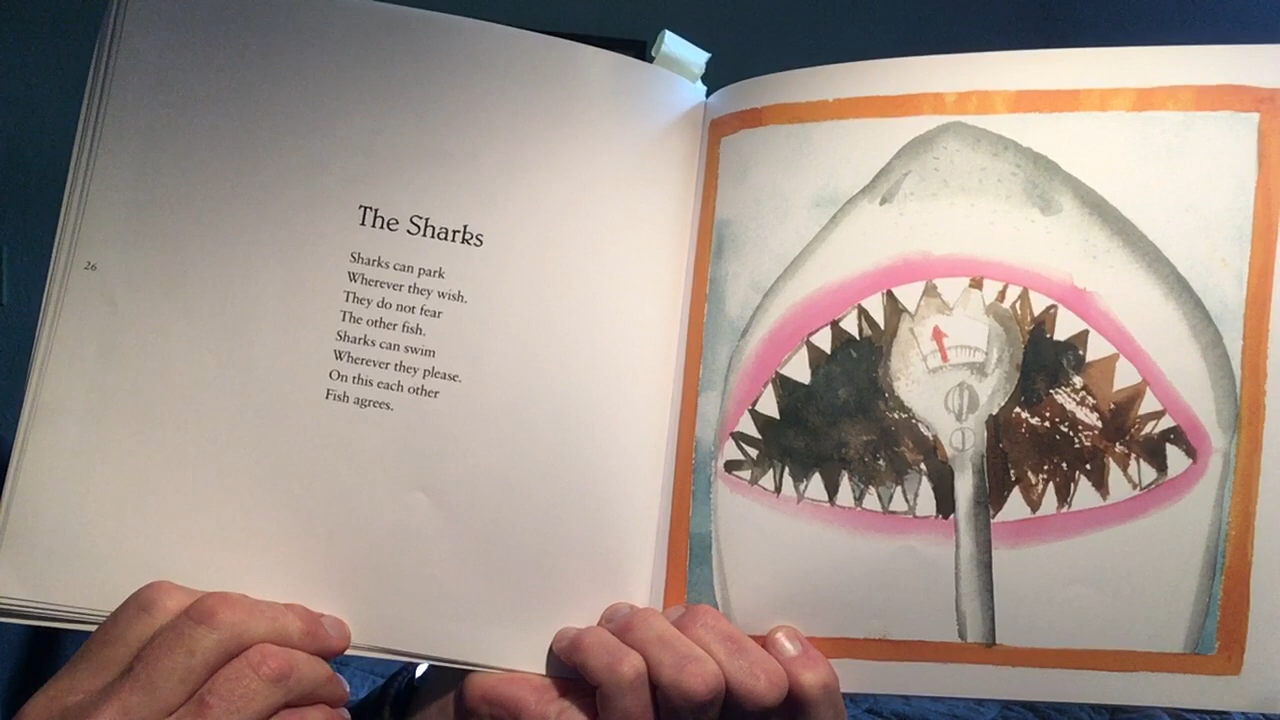 The Sharks
Sharks can park
Wherever they wish.
They do not fear
The other fish.
Sharks can swim
Wherever they please.
On this each other
Fish agrees.
26